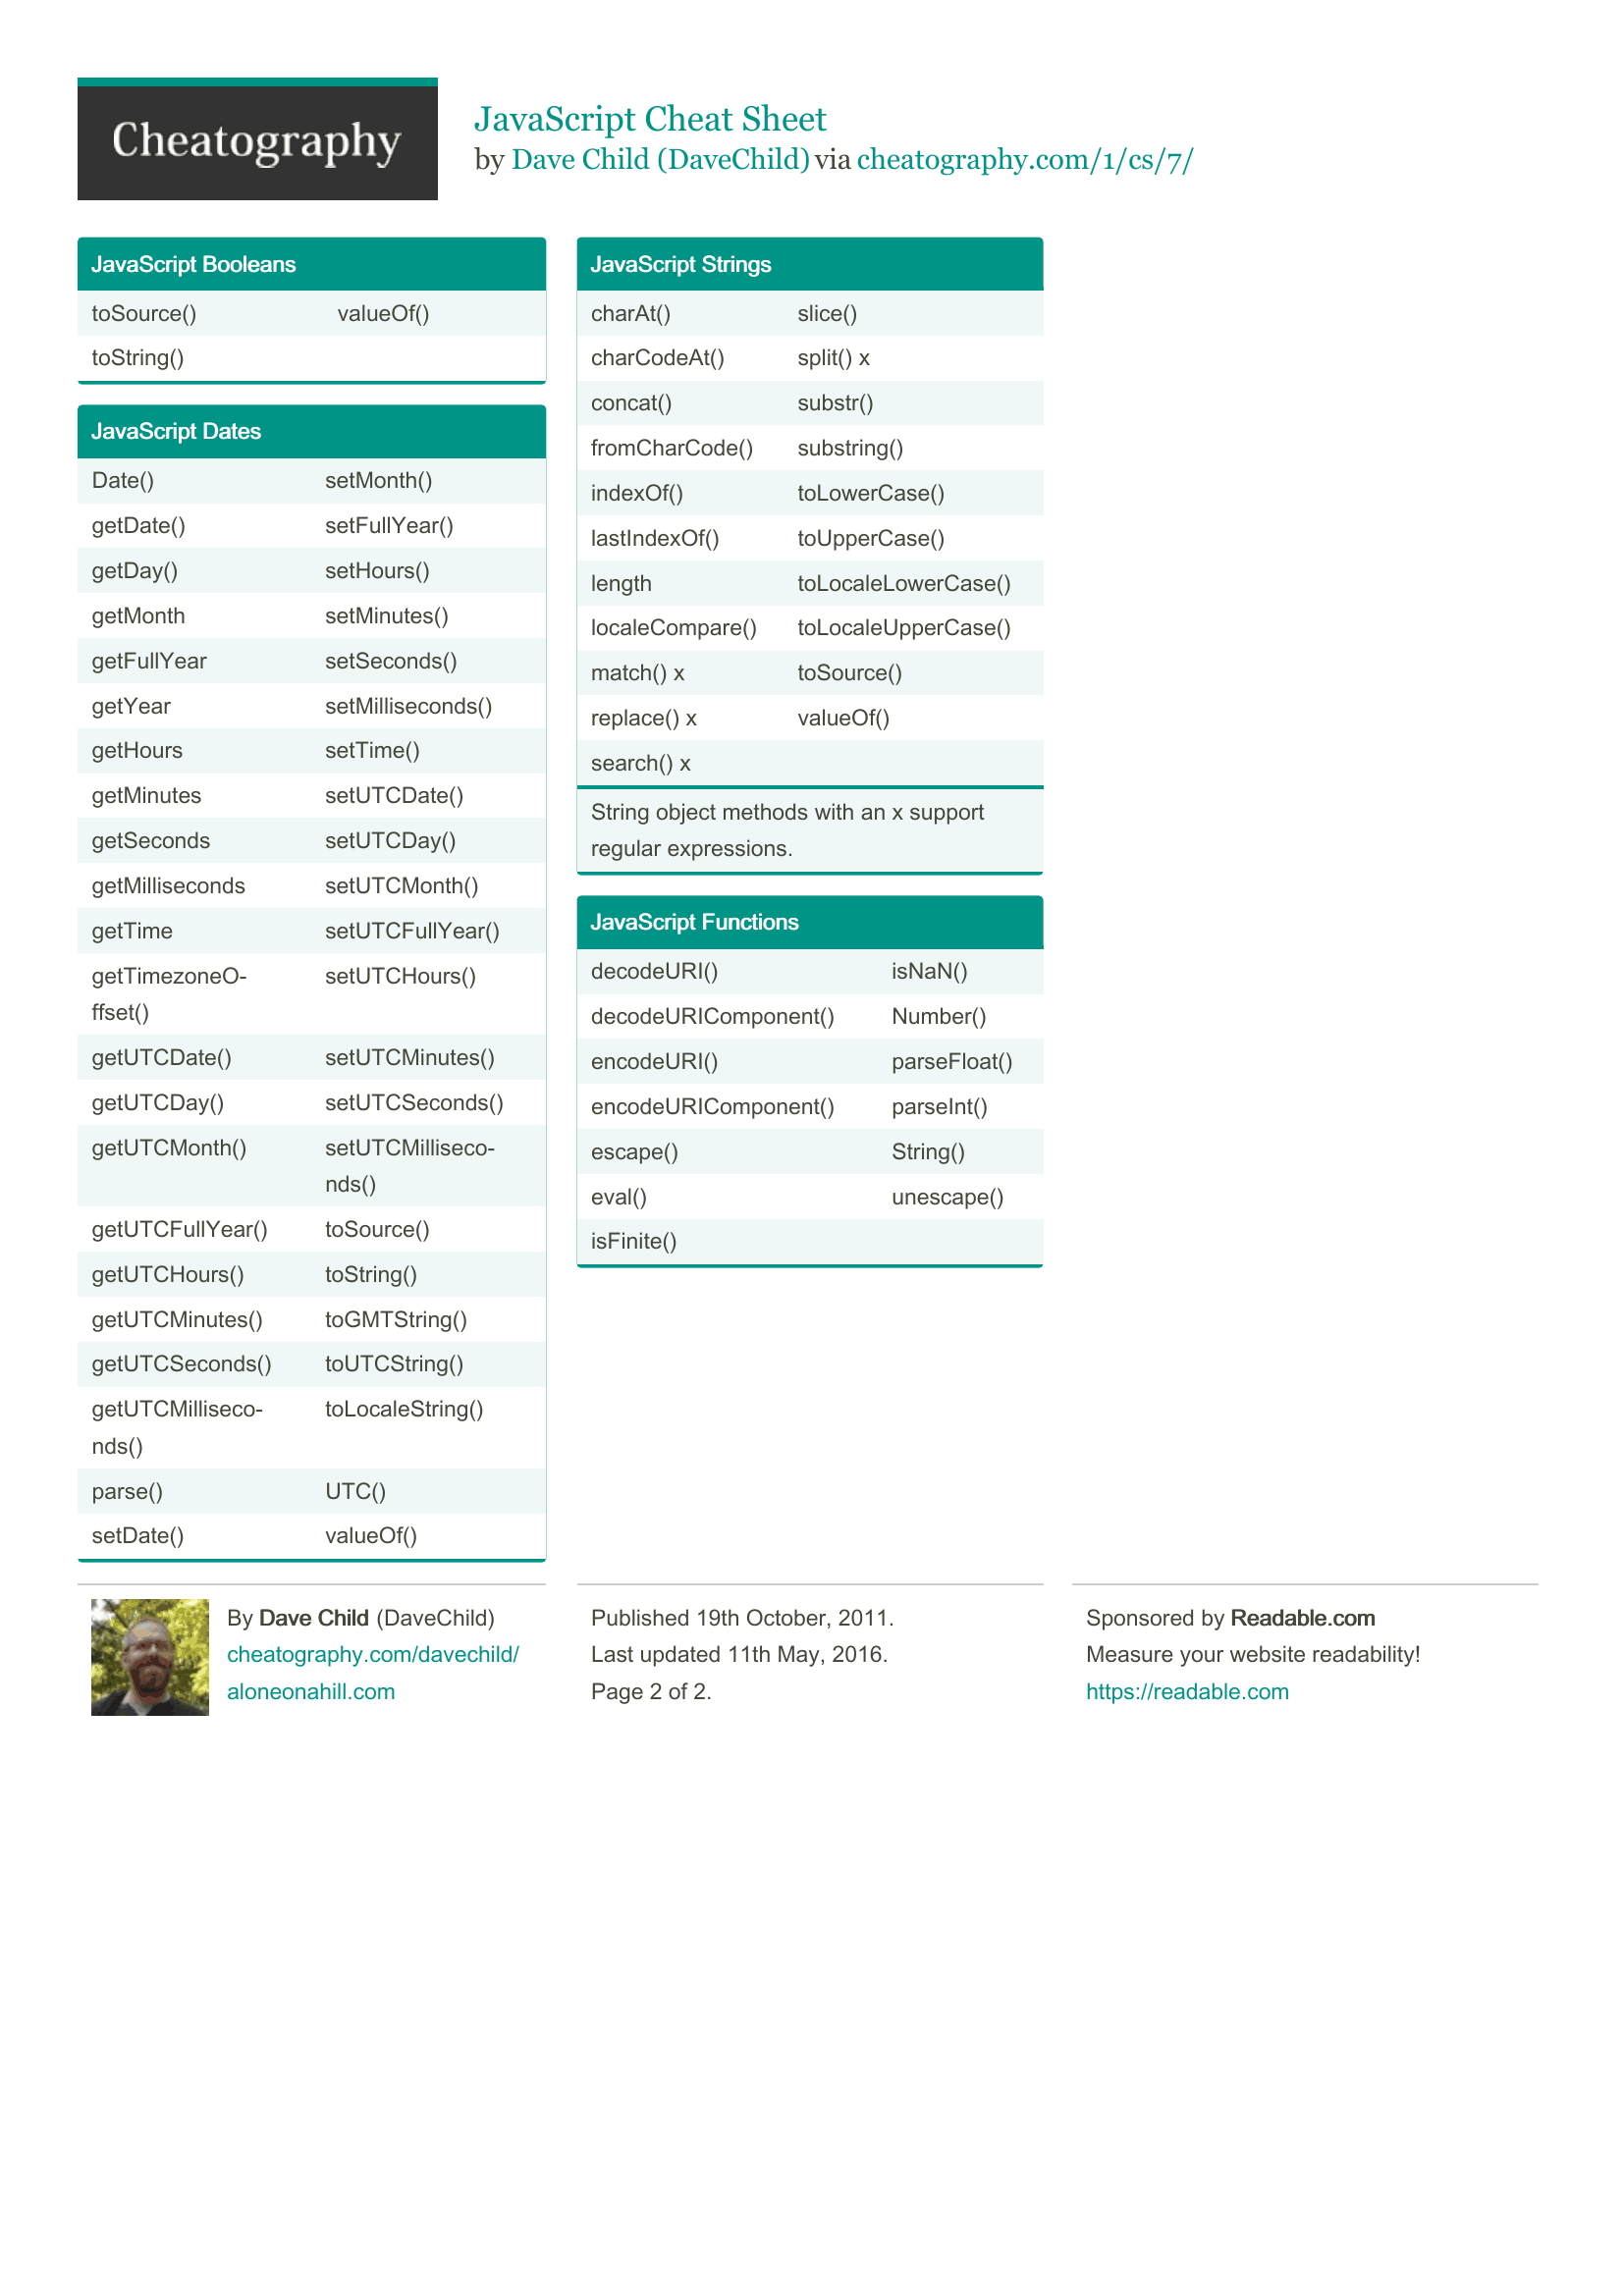 Cheatography
JavaScript Cheat Sheet
by Dave Child (DaveChild) via cheatography.com/1/cs/7/
JavaScript Booleans
toSource() valueOf()
toString()
JavaScript Dates
Date() setMonth()
getDate() setFullYear()
getDay() setHours()
getMonth setMinutes()
getFullYear setSeconds()
getYear setMilliseconds()
getHours setTime()
getMinutes setUTCDate()
getSeconds setUTCDay()
getMilliseconds setUTCMonth()
getTime setUTCFullYear()
getTimezoneO- setUTCHours()
ffset()
getUTCDate() setUTCMinutes()
getUTCDay() setUTCSeconds()
getUTCMonth() setUTCMilliseco-
nds()
getUTCFullYear() toSource()
getUTCHours() toString()
getUTCMinutes() toGMTString()
getUTCSeconds() toUTCString()
getUTCMilliseco- toLocaleString()
nds()
parse() UTC()
setDate() valueOf()
JavaScript Strings
charAt() slice()
charCodeAt() split() x
concat() substr()
fromCharCode() substring()
indexOf() toLowerCase()
lastIndexOf() toUpperCase()
length toLocaleLowerCase()
localeCompare() toLocaleUpperCase()
match() x toSource()
replace() x valueOf()
search() x
String object methods with an x support
regular expressions.
JavaScript Functions
decodeURI() isNaN()
decodeURIComponent() Number()
encodeURI() parseFloat()
encodeURIComponent() parseInt()
escape() String()
eval() unescape()
isFinite()
By Dave Child (DaveChild)
cheatography.com/davechild/
aloneonahill.com
Published 19th October, 2011.
Last updated 11th May, 2016.
Page 2 of 2.
Sponsored by Readable.com
Measure your website readability!
https://readable.com